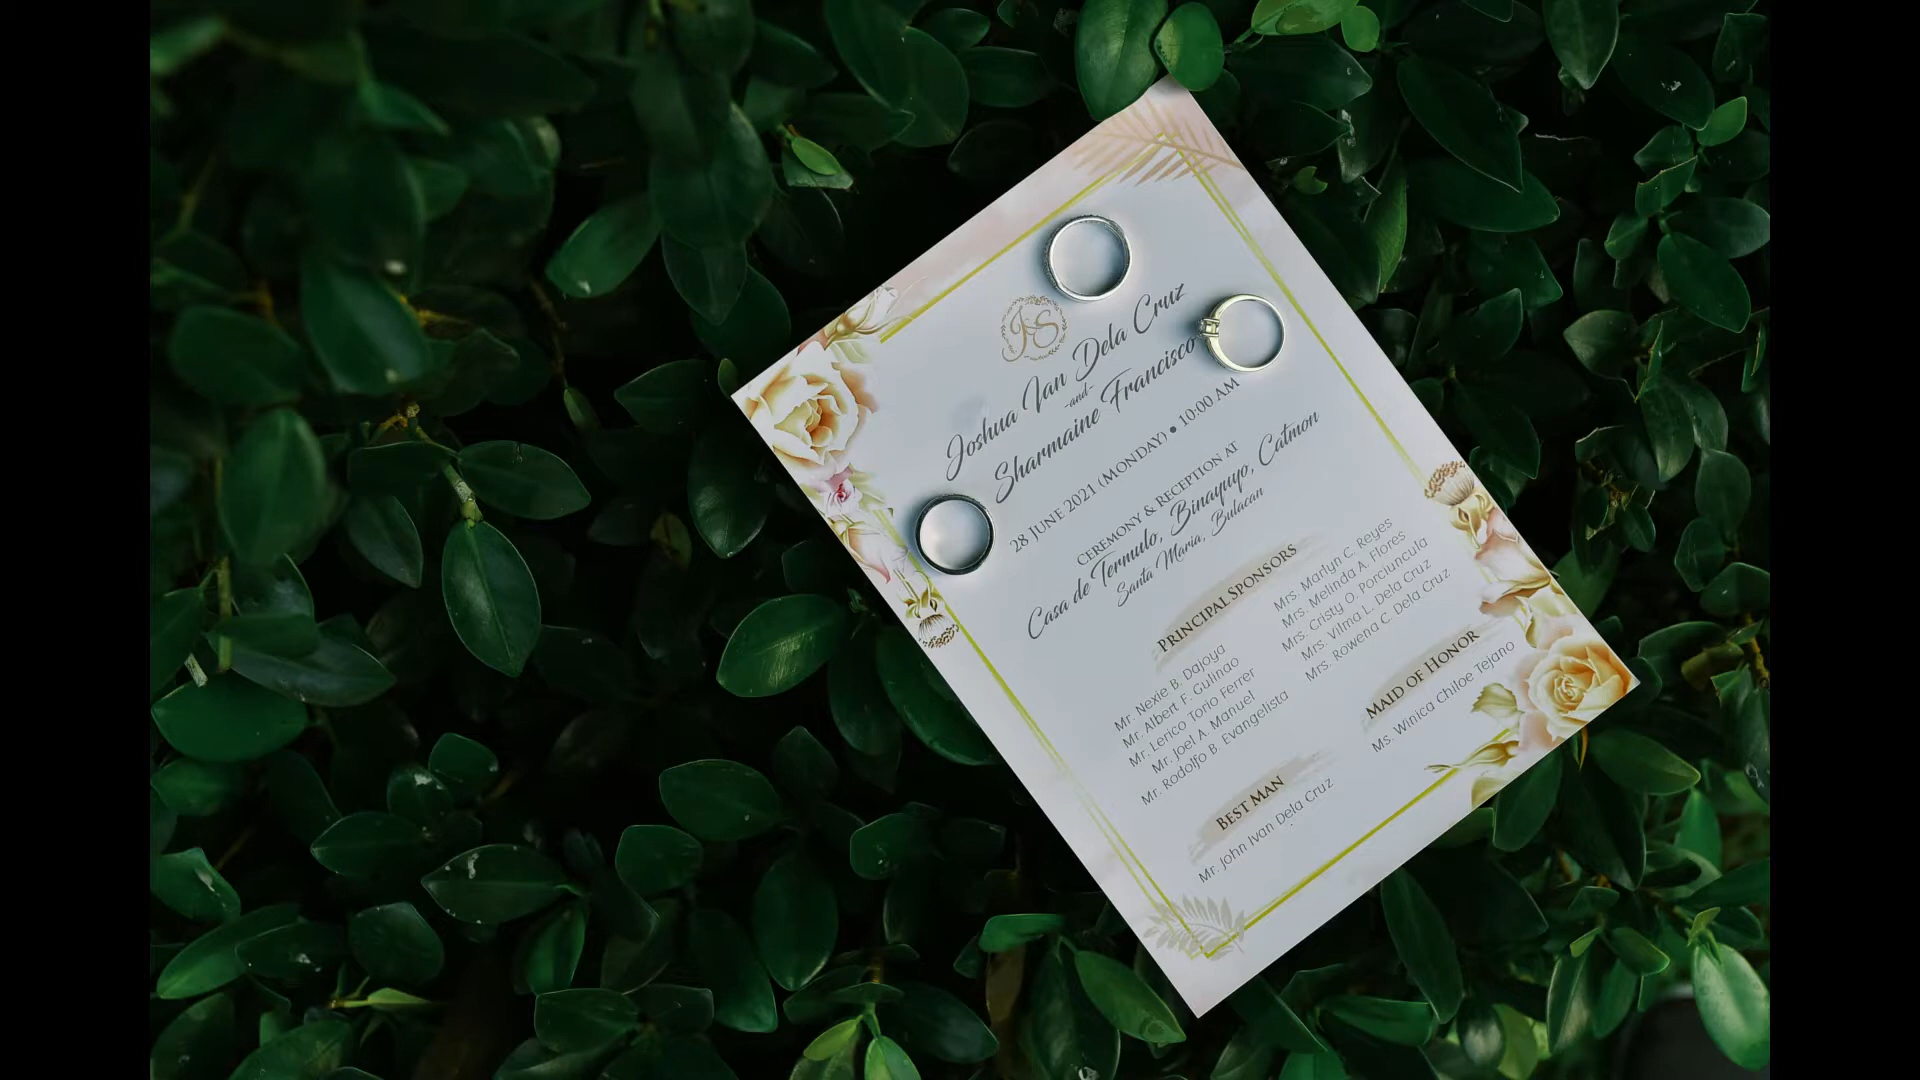 JS
Joshua Ian Dela Cruz
-and-
Sharmaine Francisco
28 JUNE 2021 (MONDAY) ● 10:00 AM
CEREMONY & RECEPTION AT
Casa de Termulo, Binayuyo, Catmon
Santa Maria, Bulacan
PRINCIPAL SPONSORS
Mr. Nexie B. Dajoya
Mr. Albert F. Gulinao
Mr. Lerico Torio Ferrer
Mr. Joel A. Manuel
Mr. Rodolfo B. Evangelista
Mrs. Marlyn C. Reyes
Mrs. Melinda A. Flores
Mrs. Cristy O. Porciuncula
Mrs. Vilma L. Dela Cruz
Mrs. Rowena C. Dela Cruz
BEST MAN
Mr. John Ivan Dela Cruz
MAID OF HONOR
Ms. Winica Chiloe Tejano